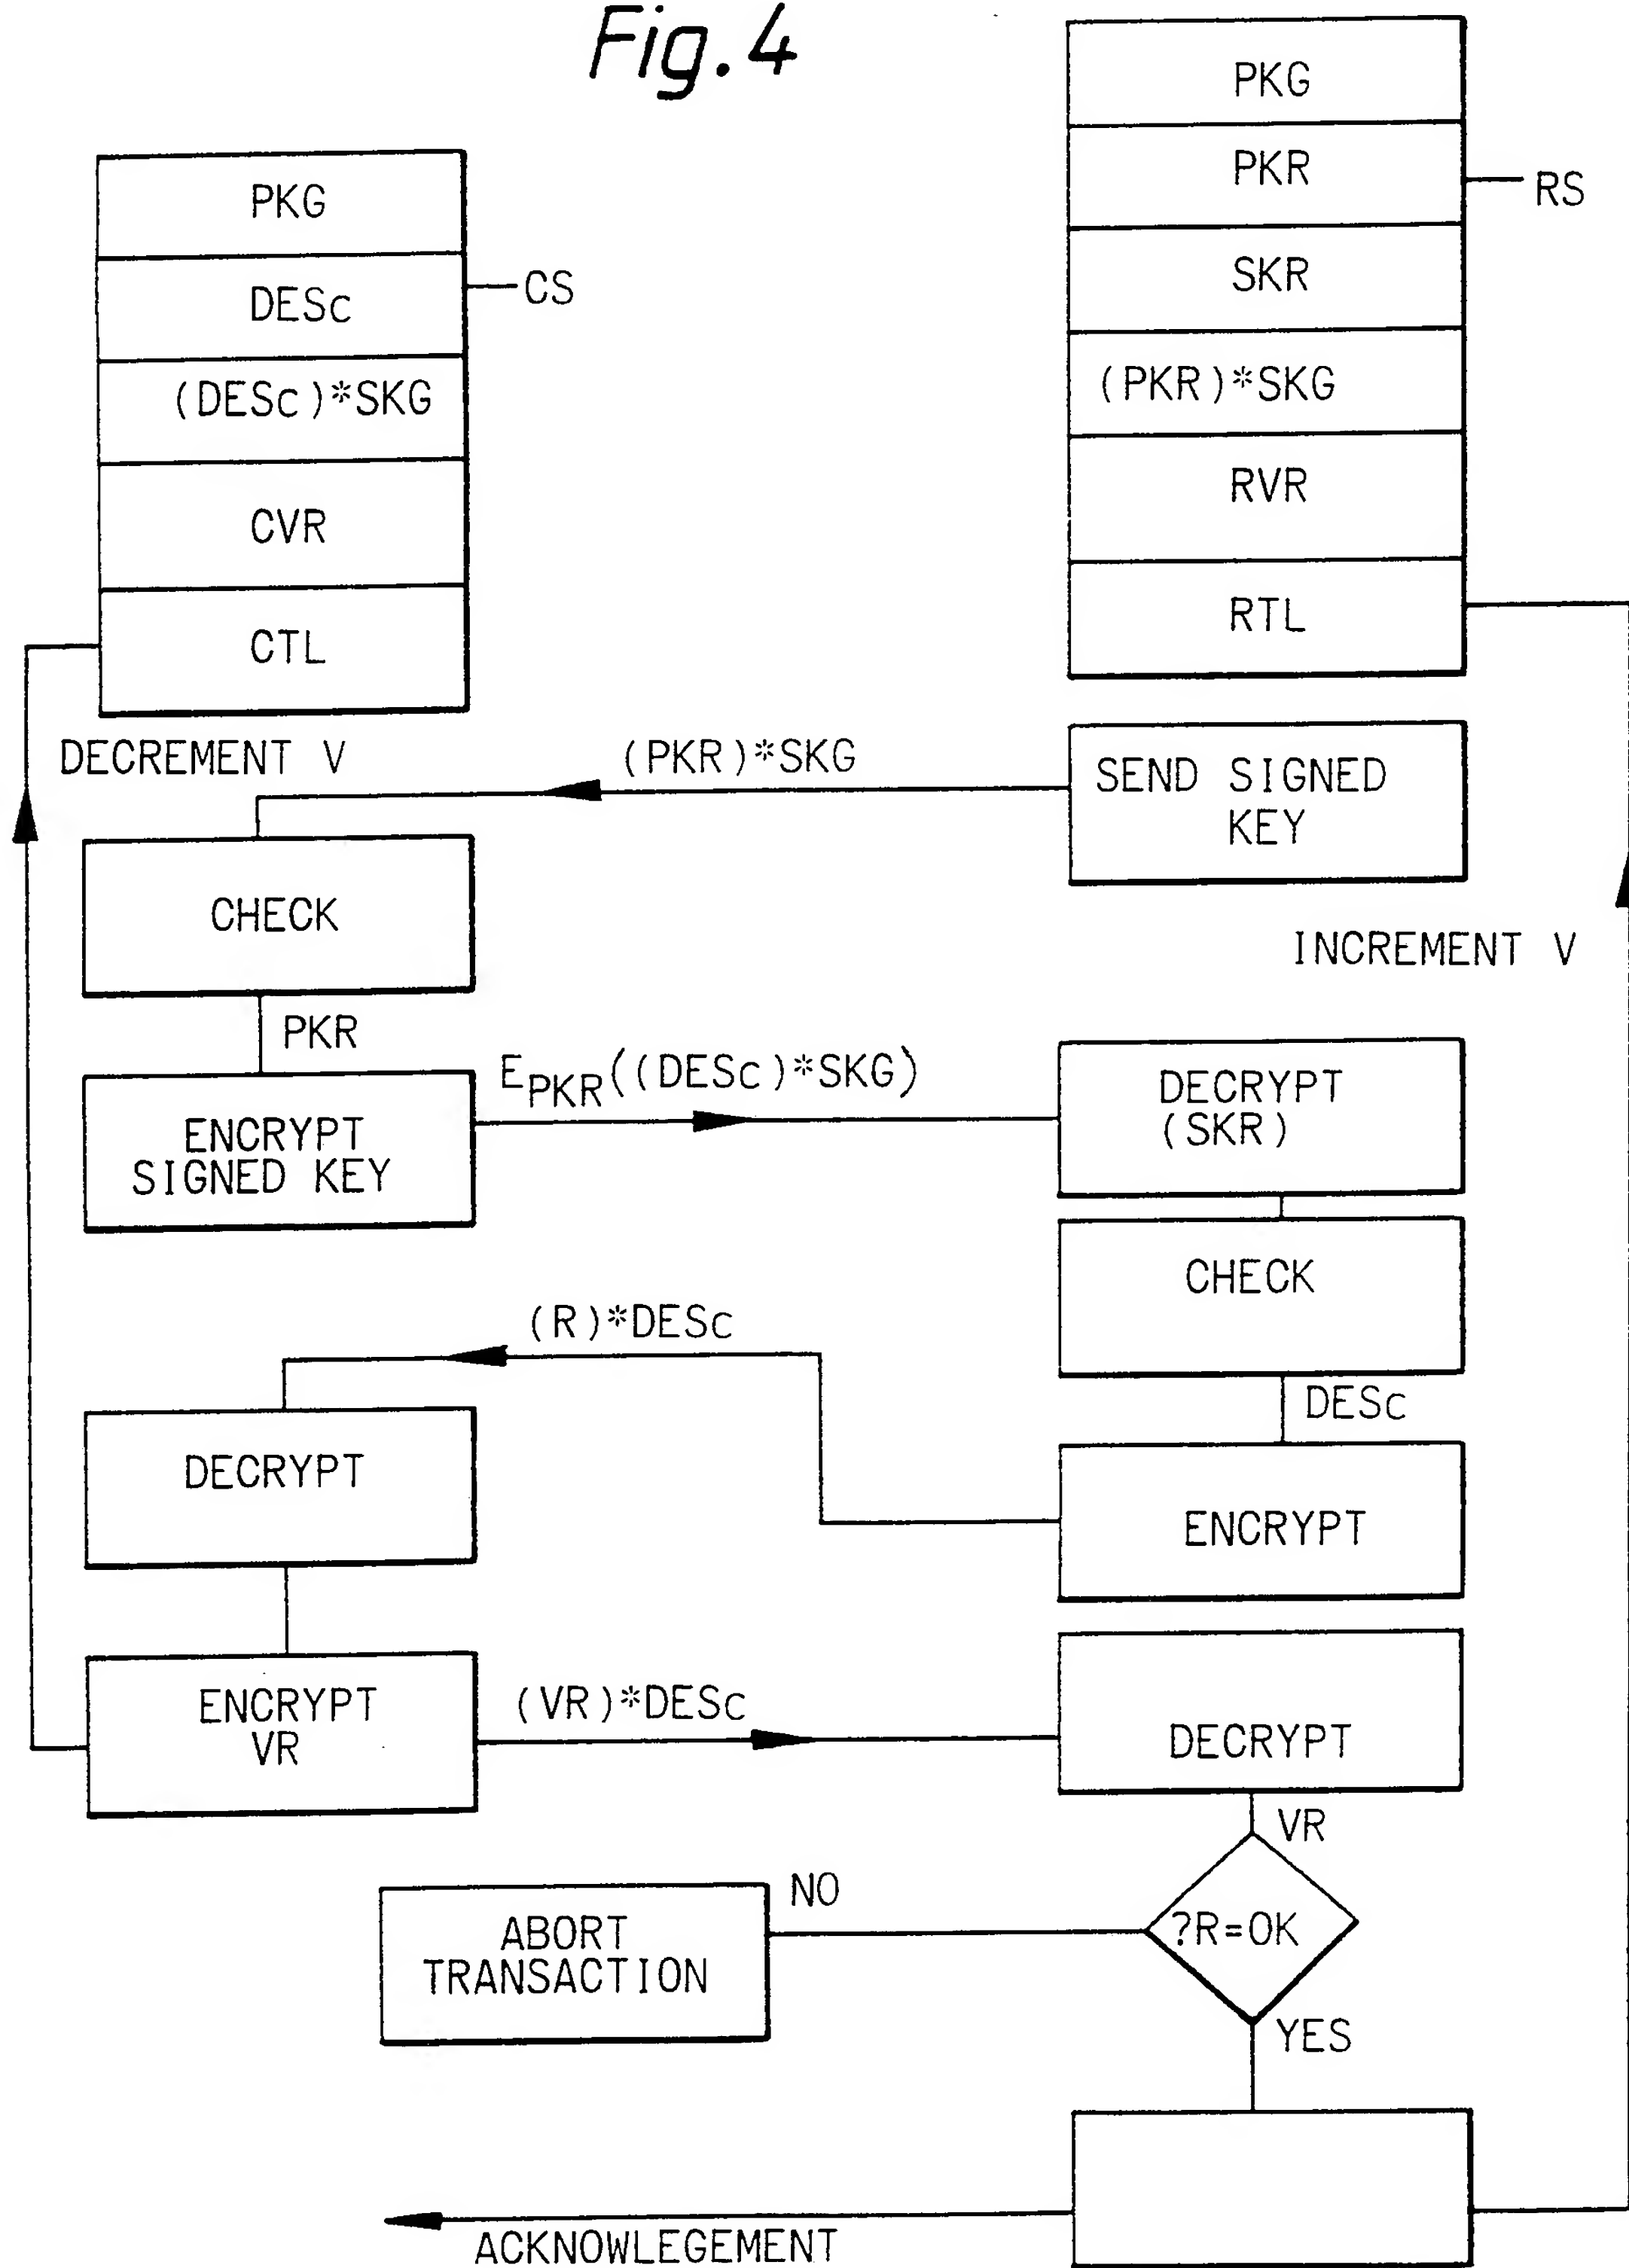 Fig. 4
PKG
PKR
RS
SKR
(PKR)*SKG
RVR
RTL
PKG
DESc
CS
(DESc)*SKG
CVR
CTL
DECREMENT V
(PKR)*SKG
SEND SIGNED
KEY
CHECK
INCREMENT V
PKR
EPKR((DESc)*SKG)
ENCRYPT
SIGNED KEY
DECRYPT
(SKR)
CHECK
(R)*DESc
DESc
DECRYPT
ENCRYPT
ENCRYPT
VR
(VR)*DESc
DECRYPT
VR
NO
?R=OK
ABORT
TRANSACTION
YES
ACKNOWLEGEMENT